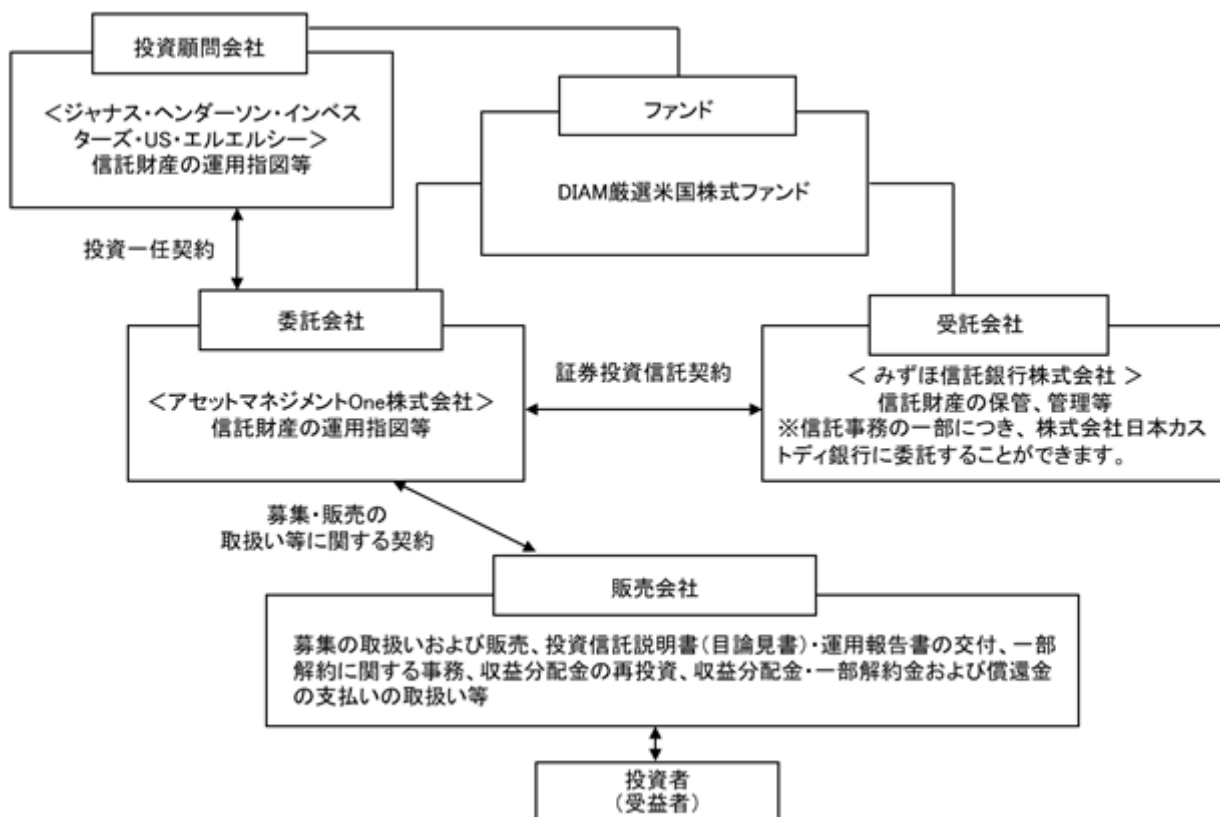 投資顧問会社
＜ジャナス・ヘンダーソン・インベス
ターズ・US・エルエルシー＞
信託財産の運用指図等
ファンド
DIAM厳選米国株式ファンド
投資一任契約
委託会社
＜アセットマネジメントOne株式会社＞
信託財産の運用指図等
証券投資信託契約
受託会社
＜ みずほ信託銀行株式会社 ＞
信託財産の保管、管理等
※信託事務の一部につき、株式会社日本カス
トディ銀行に委託することができます。
募集・販売の
取扱い等に関する契約
販売会社
募集の取扱いおよび販売、投資信託説明書（目論見書）・運用報告書の交付、一部
解約に関する事務、収益分配金の再投資、収益分配金・一部解約金および償還金
の支払いの取扱い等
投資者
（受益者）